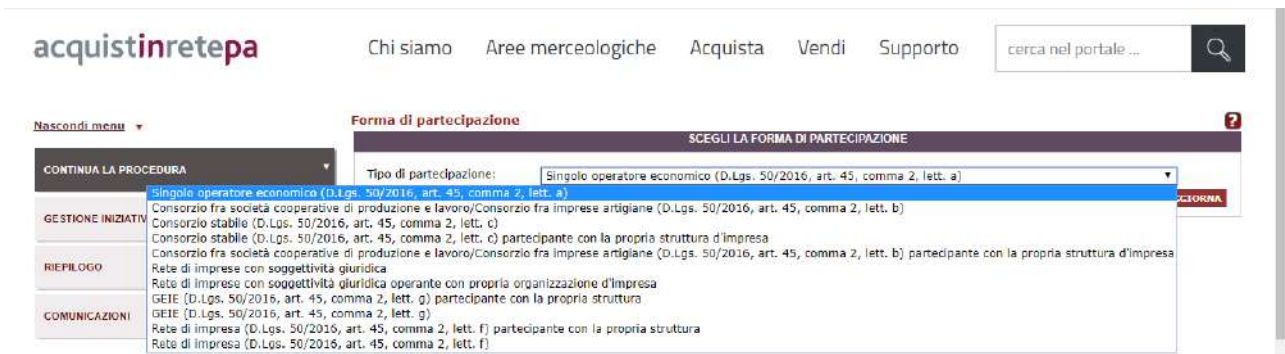 acquistinretepa
Chi siamo Aree merceologiche Acquista Vendi Supporto
cerca nel portale ...
Nascondi menu
Forma di partecipazione
?
SCEGLI LA FORMA DI PARTECIPAZIONE
CONTINUA LA PROCEDURA
Tipo di partecipazione: Singolo operatore economico (D.Lgs. 50/2016, art. 45, comma 2, lett. a)
Singolo operatore economico (D.Lgs. 50/2016, art. 45, comma 2, lett. a)
Consorzio fra società cooperative di produzione e lavoro/Consorzio fra imprese artigiane (D.Lgs. 50/2016, art. 45, comma 2, lett. b)
Consorzio stabile (D.Lgs. 50/2016, art. 45, comma 2, lett. c)
Consorzio stabile (D.Lgs. 50/2016, art. 45, comma 2, lett. c) partecipante con la propria struttura d'impresa
Consorzio fra società cooperative di produzione e lavoro/Consorzio fra imprese artigiane (D.Lgs. 50/2016, art. 45, comma 2, lett. b) partecipante con la propria struttura d'impresa
Rete di imprese con soggettività giuridica
Rete di imprese con soggettività giuridica operante con propria organizzazione d'impresa
GEIE (D.Lgs. 50/2016, art. 45, comma 2, lett. g) partecipante con la propria struttura
GEIE (D.Lgs. 50/2016, art. 45, comma 2, lett. g)
Rete di impresa (D.Lgs. 50/2016, art. 45, comma 2, lett. f) partecipante con la propria struttura
Rete di impresa (D.Lgs. 50/2016, art. 45, comma 2, lett. f)
GESTIONE INIZIATIV
RIEPILOGO
COMUNICAZIONI